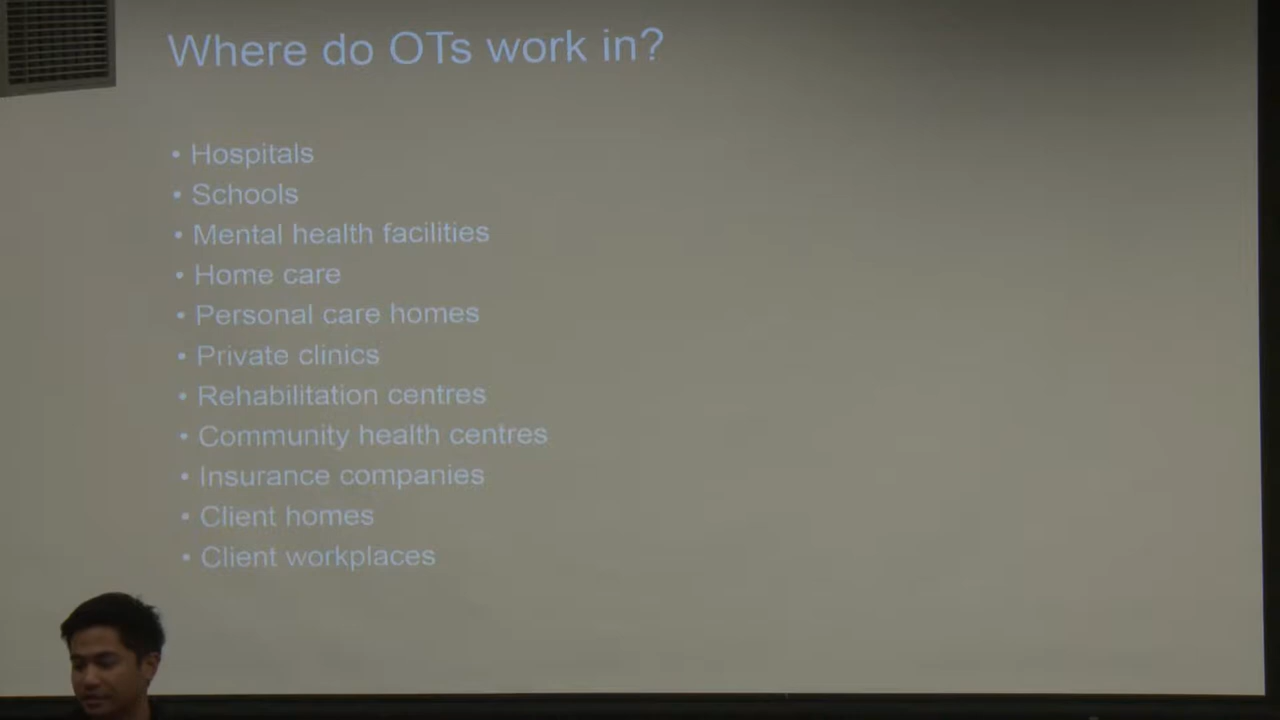 Where do OTs work in?
• Hospitals
• Schools
• Mental health facilities
• Home care
• Personal care homes
• Private clinics
• Rehabilitation centres
• Community health centres
• Insurance companies
• Client homes
• Client workplaces